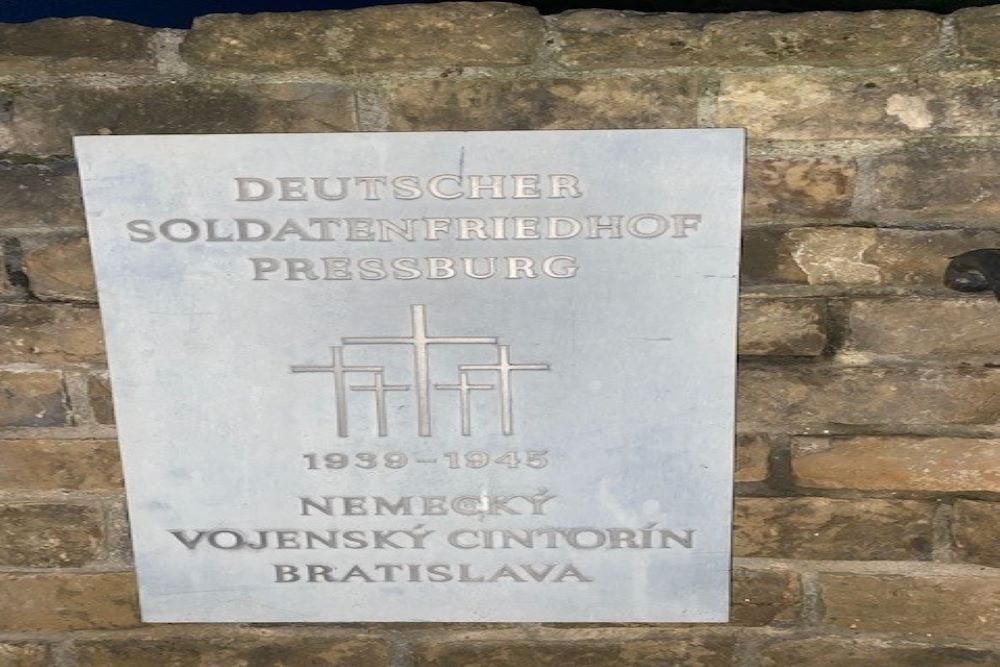 DEUTSCHER
SOLDATENFRIEDHOF
PRESSBURG
1939-1945
NEMECKÝ
VOJENSKÝ CINTORÍN
BRATISLAVA